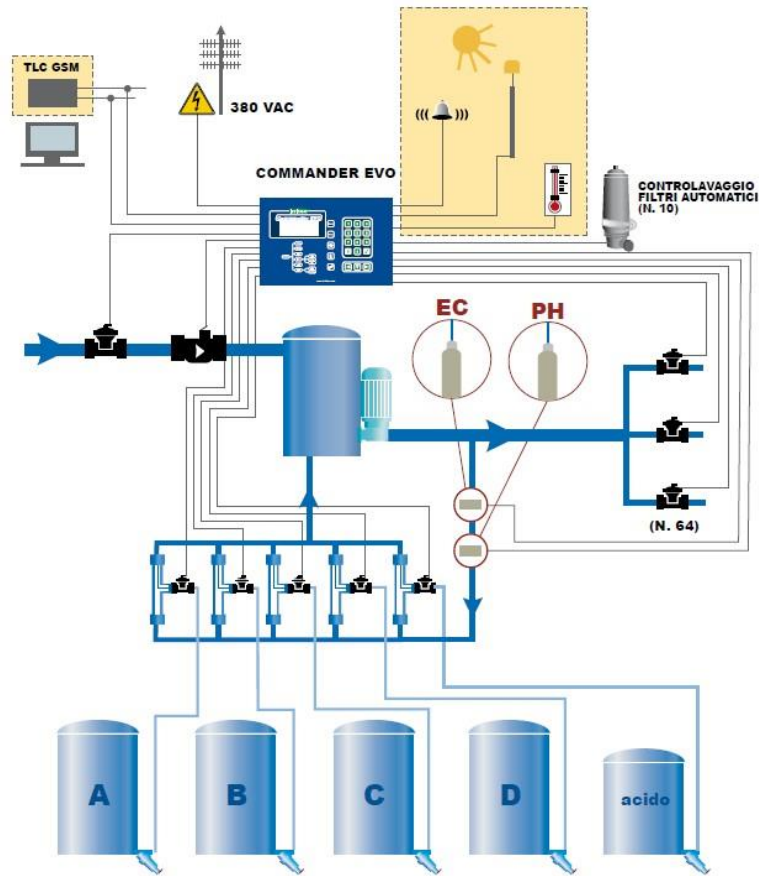 TLC GSM
380 VAC
COMMANDER EVO
((( )))
CONTROLAVAGGIO
FILTRI AUTOMATICI
(N. 10)
EC
PH
(N. 64)
A
B
C
D
acido